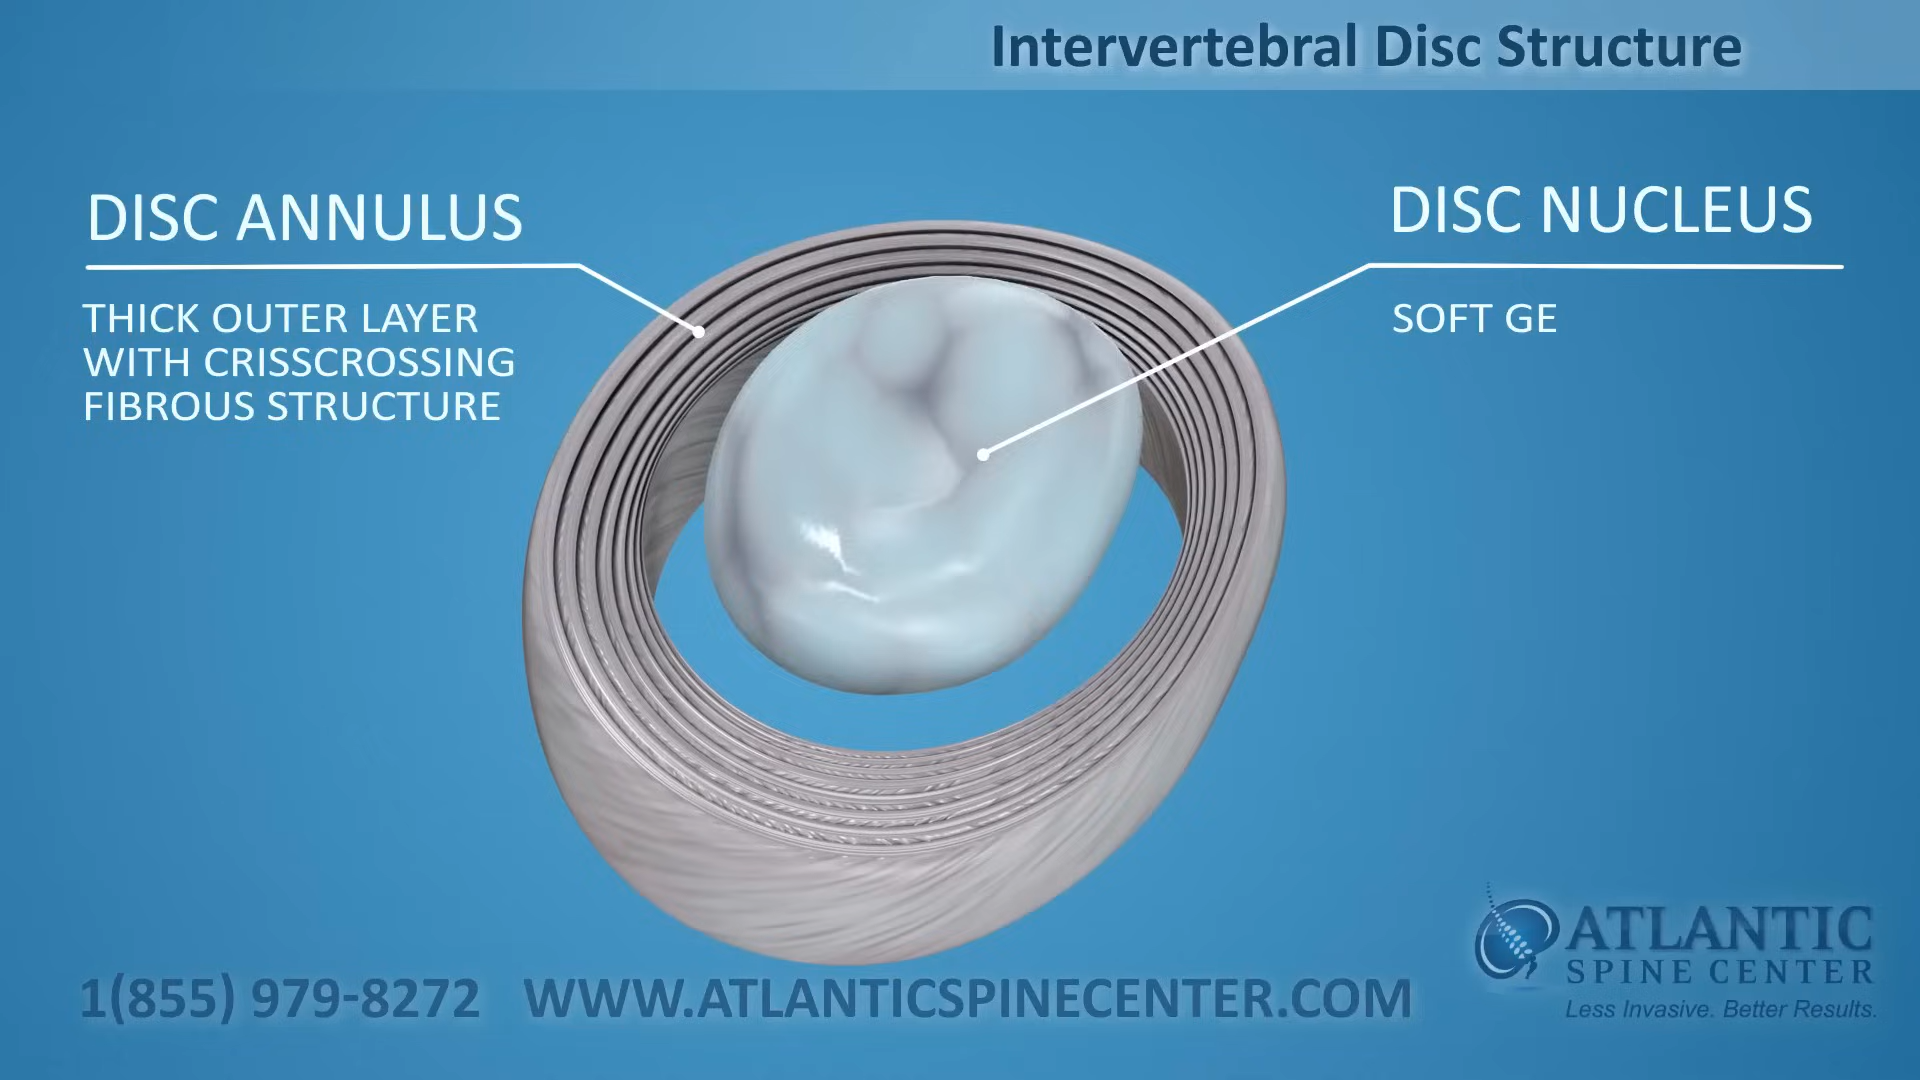 Intervertebral Disc Structure
DISC ANNULUS
THICK OUTER LAYER
WITH CRISSCROSSING
FIBROUS STRUCTURE
DISC NUCLEUS
SOFT GE
1(855) 979-8272 WWW.ATLANTICSPINECENTER.COM
ATLANTIC
SPINE CENTER
Less Invasive. Better Results.